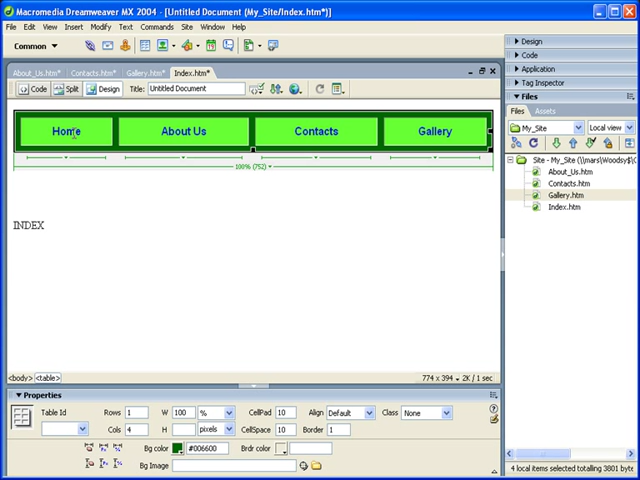 Macromedia Dreamweaver MX 2004 - [Untitled Document (My_Site/Index.htm*)]
File Edit View Insert Modify Text Commands Site Window Help
Common
About_Us.htm* Contacts.htm* Gallery.htm* Index.htm*
Code Split Design Title: Untitled Document
Home About Us Contacts Gallery
100% (752)
INDEX
<body> <table> 774 x 394 2K / 1 sec
Properties
Table Id Rows 1 W 100 % CellPad 10 Align Default Class None
Cols 4 H pixels CellSpace 10 Border 1
Bg color #006600 Brdr color
Bg Image
Design
Code
Application
Tag Inspector
Files
Files Assets
My_Site Local view
Site - My_Site (\\mars\Woodsy$\C
About_Us.htm
Contacts.htm
Gallery.htm
Index.htm
4 local items selected totalling 3801 byte